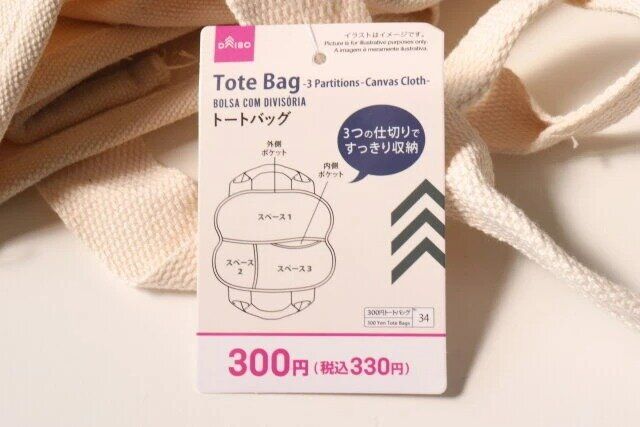 DAISO
イラストはイメージです。
Picture is for illustrative purposes only.
A imagem é meramente ilustrativa.
Tote Bag -3 Partitions-Canvas Cloth-
BOLSA COM DIVISÓRIA
トートバッグ
3つの仕切りで
すっきり収納
外側
ポケット
内側
ポケット
スペース1
スペース
2
スペース3
300円トートバッグ
300 Yen Tote Bags
34
300円(税込330円)